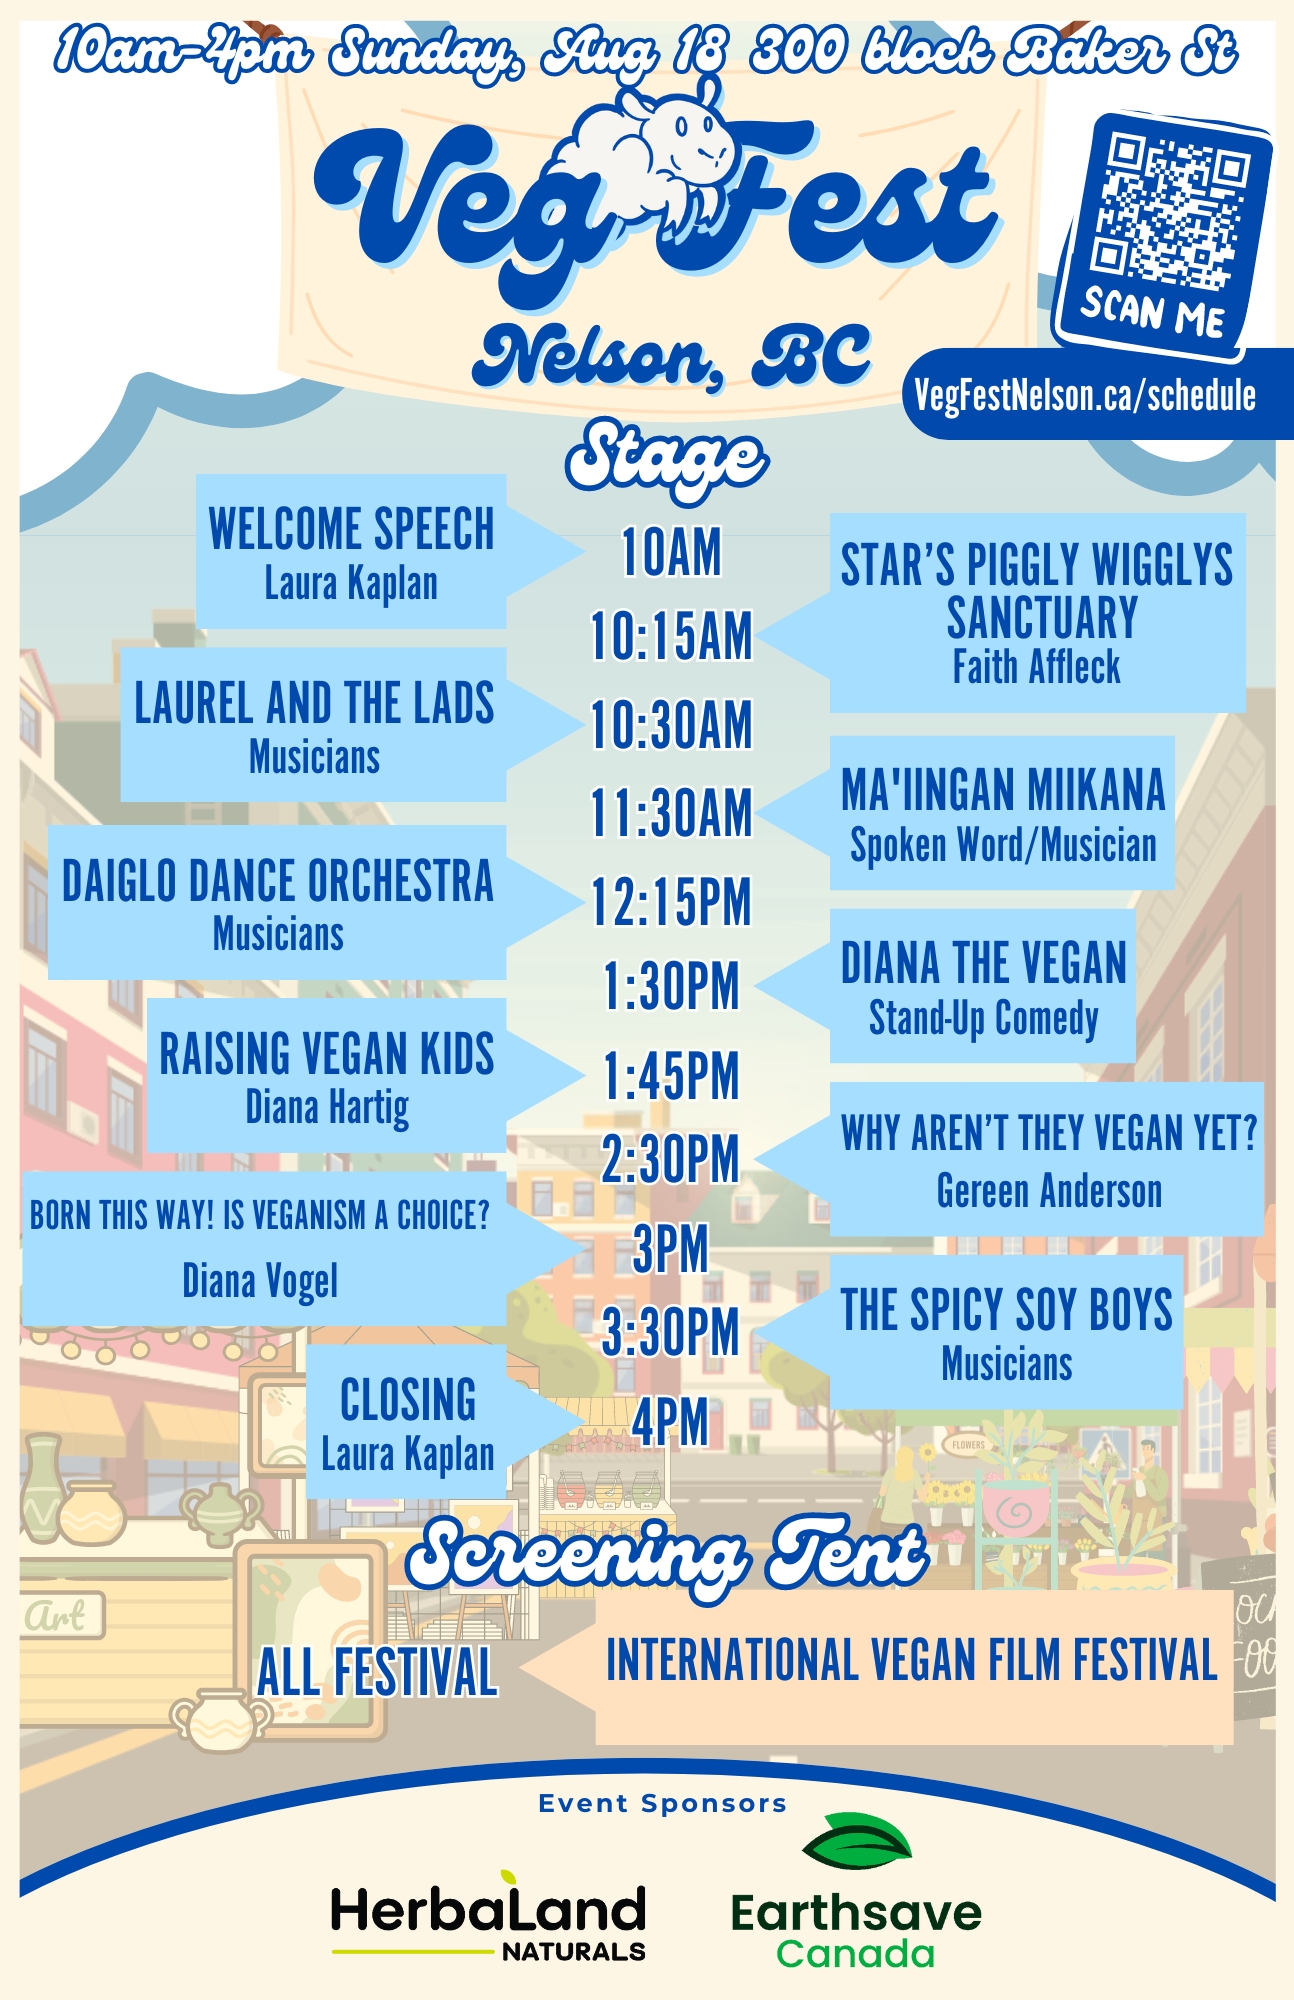 10am-4pm Sunday, Aug 18 300 block Baker St
Veg Fest
Nelson, BC
SCAN ME
VegFestNelson.ca/schedule
Stage
10AM
WELCOME SPEECH
Laura Kaplan
10:15AM
STAR'S PIGGLY WIGGLYS
SANCTUARY
Faith Affleck
10:30AM
LAUREL AND THE LADS
Musicians
11:30AM
MA'IINGAN MIIKANA
Spoken Word/Musician
12:15PM
DAIGLO DANCE ORCHESTRA
Musicians
1:30PM
DIANA THE VEGAN
Stand-Up Comedy
1:45PM
RAISING VEGAN KIDS
Diana Hartig
2:30PM
WHY AREN'T THEY VEGAN YET?
Gereen Anderson
3PM
BORN THIS WAY! IS VEGANISM A CHOICE?
Diana Vogel
3:30PM
THE SPICY SOY BOYS
Musicians
4PM
CLOSING
Laura Kaplan
FLOWERS
Screening Tent
Art
ALL FESTIVAL
INTERNATIONAL VEGAN FILM FESTIVAL
Event Sponsors
HerbaLand
NATURALS
Earthsave
Canada